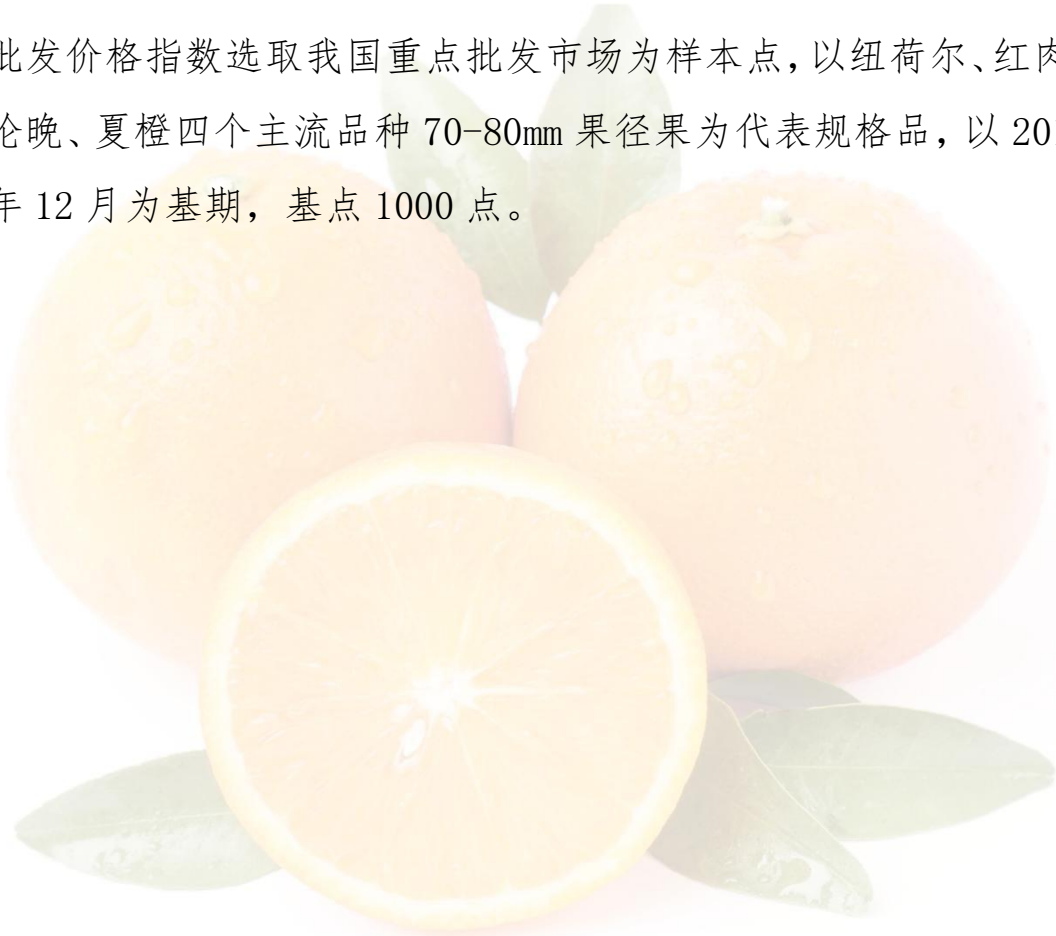 批发价格指数选取我国重点批发市场为样本点，以纽荷尔、红肉
伦晚、夏橙四个主流品种 70-80mm 果径果为代表规格品，以 20
年 12 月为基期，基点 1000 点。